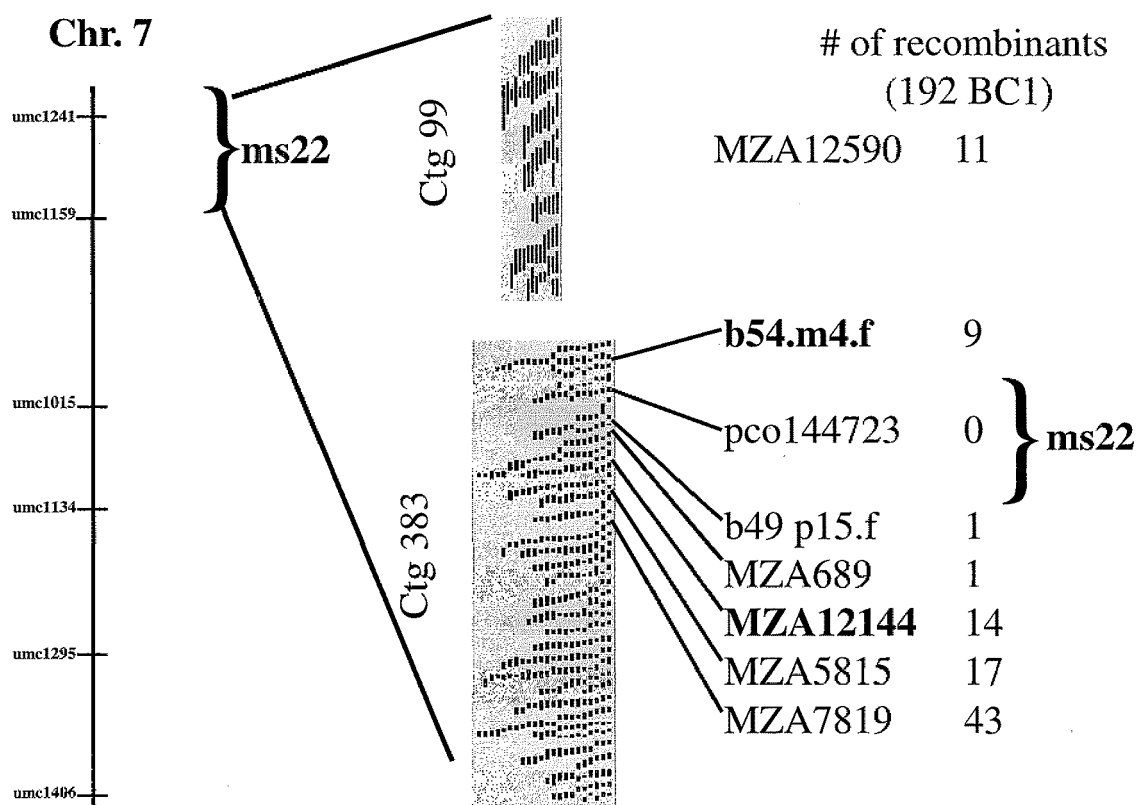 Chr. 7
umc1241
umc1159
umc1015
umc1134
umc1295
umc1406
ms22
Ctg 99
Ctg 383
# of recombinants
(192 BC1)
MZA12590 11
b54.m4.f 9
pco144723 0
ms22
b49 p15.f 1
MZA689 1
MZA12144 14
MZA5815 17
MZA7819 43